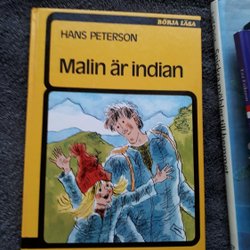 BÖRJA LÄSA
HANS PETERSON
Malin är indian